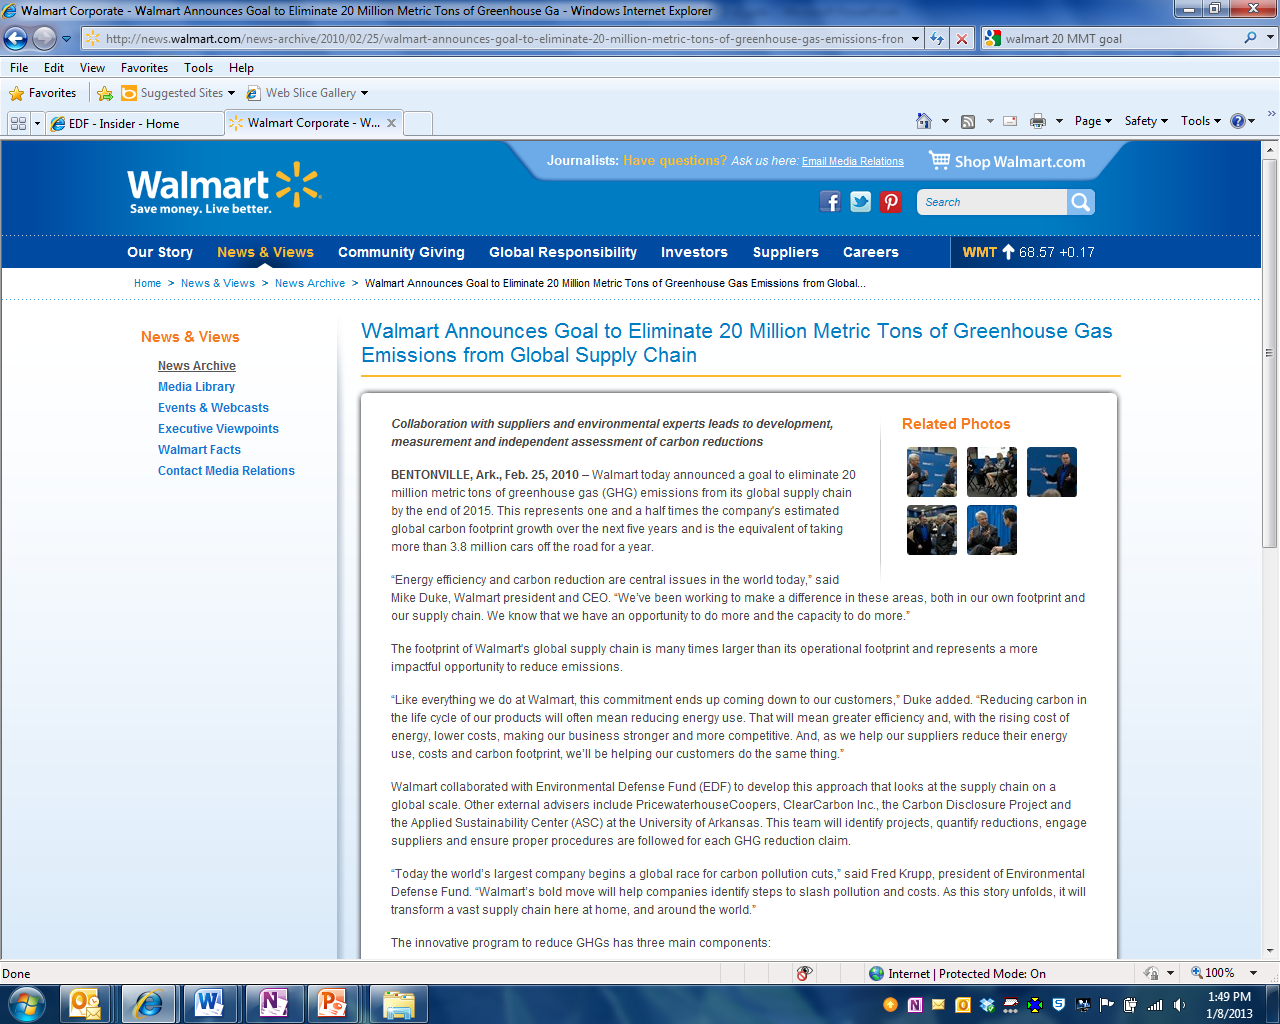 Walmart Corporate - Walmart Announces Goal to Eliminate 20 Million Metric Tons of Greenhouse Ga - Windows Internet Explorer
http://news.walmart.com/news-archive/2010/02/25/walmart-announces-goal-to-eliminate-20-million-metric-tons-of-greenhouse-gas-emissions-fron
walmart 20 MMT goal
File Edit View Favorites Tools Help
Favorites Suggested Sites Web Slice Gallery
EDF - Insider - Home Walmart Corporate - W... Page Safety Tools
Journalists: Have questions? Ask us here: Email Media Relations Shop Walmart.com
Walmart
Save money. Live better.
Search
Our Story News & Views Community Giving Global Responsibility Investors Suppliers Careers WMT 68.57 +0.17
Home > News & Views > News Archive > Walmart Announces Goal to Eliminate 20 Million Metric Tons of Greenhouse Gas Emissions from Global...
News & Views
News Archive
Media Library
Events & Webcasts
Executive Viewpoints
Walmart Facts
Contact Media Relations
Walmart Announces Goal to Eliminate 20 Million Metric Tons of Greenhouse Gas
Emissions from Global Supply Chain
Collaboration with suppliers and environmental experts leads to development,
measurement and independent assessment of carbon reductions
Related Photos
BENTONVILLE, Ark., Feb. 25, 2010 – Walmart today announced a goal to eliminate 20
million metric tons of greenhouse gas (GHG) emissions from its global supply chain
by the end of 2015. This represents one and a half times the company's estimated
global carbon footprint growth over the next five years and is the equivalent of taking
more than 3.8 million cars off the road for a year.
“Energy efficiency and carbon reduction are central issues in the world today,” said
Mike Duke, Walmart president and CEO. “We’ve been working to make a difference in these areas, both in our own footprint and
our supply chain. We know that we have an opportunity to do more and the capacity to do more.”
The footprint of Walmart's global supply chain is many times larger than its operational footprint and represents a more
impactful opportunity to reduce emissions.
“Like everything we do at Walmart, this commitment ends up coming down to our customers,” Duke added. “Reducing carbon in
the life cycle of our products will often mean reducing energy use. That will mean greater efficiency and, with the rising cost of
energy, lower costs, making our business stronger and more competitive. And, as we help our suppliers reduce their energy
use, costs and carbon footprint, we’ll be helping our customers do the same thing.”
Walmart collaborated with Environmental Defense Fund (EDF) to develop this approach that looks at the supply chain on a
global scale. Other external advisers include PricewaterhouseCoopers, ClearCarbon Inc., the Carbon Disclosure Project and
the Applied Sustainability Center (ASC) at the University of Arkansas. This team will identify projects, quantify reductions, engage
suppliers and ensure proper procedures are followed for each GHG reduction claim.
“Today the world’s largest company begins a global race for carbon pollution cuts,” said Fred Krupp, president of Environmental
Defense Fund. “Walmart’s bold move will help companies identify steps to slash pollution and costs. As this story unfolds, it will
transform a vast supply chain here at home, and around the world.”
The innovative program to reduce GHGs has three main components:
Done Internet | Protected Mode: On 100%
1:49 PM
1/8/2013